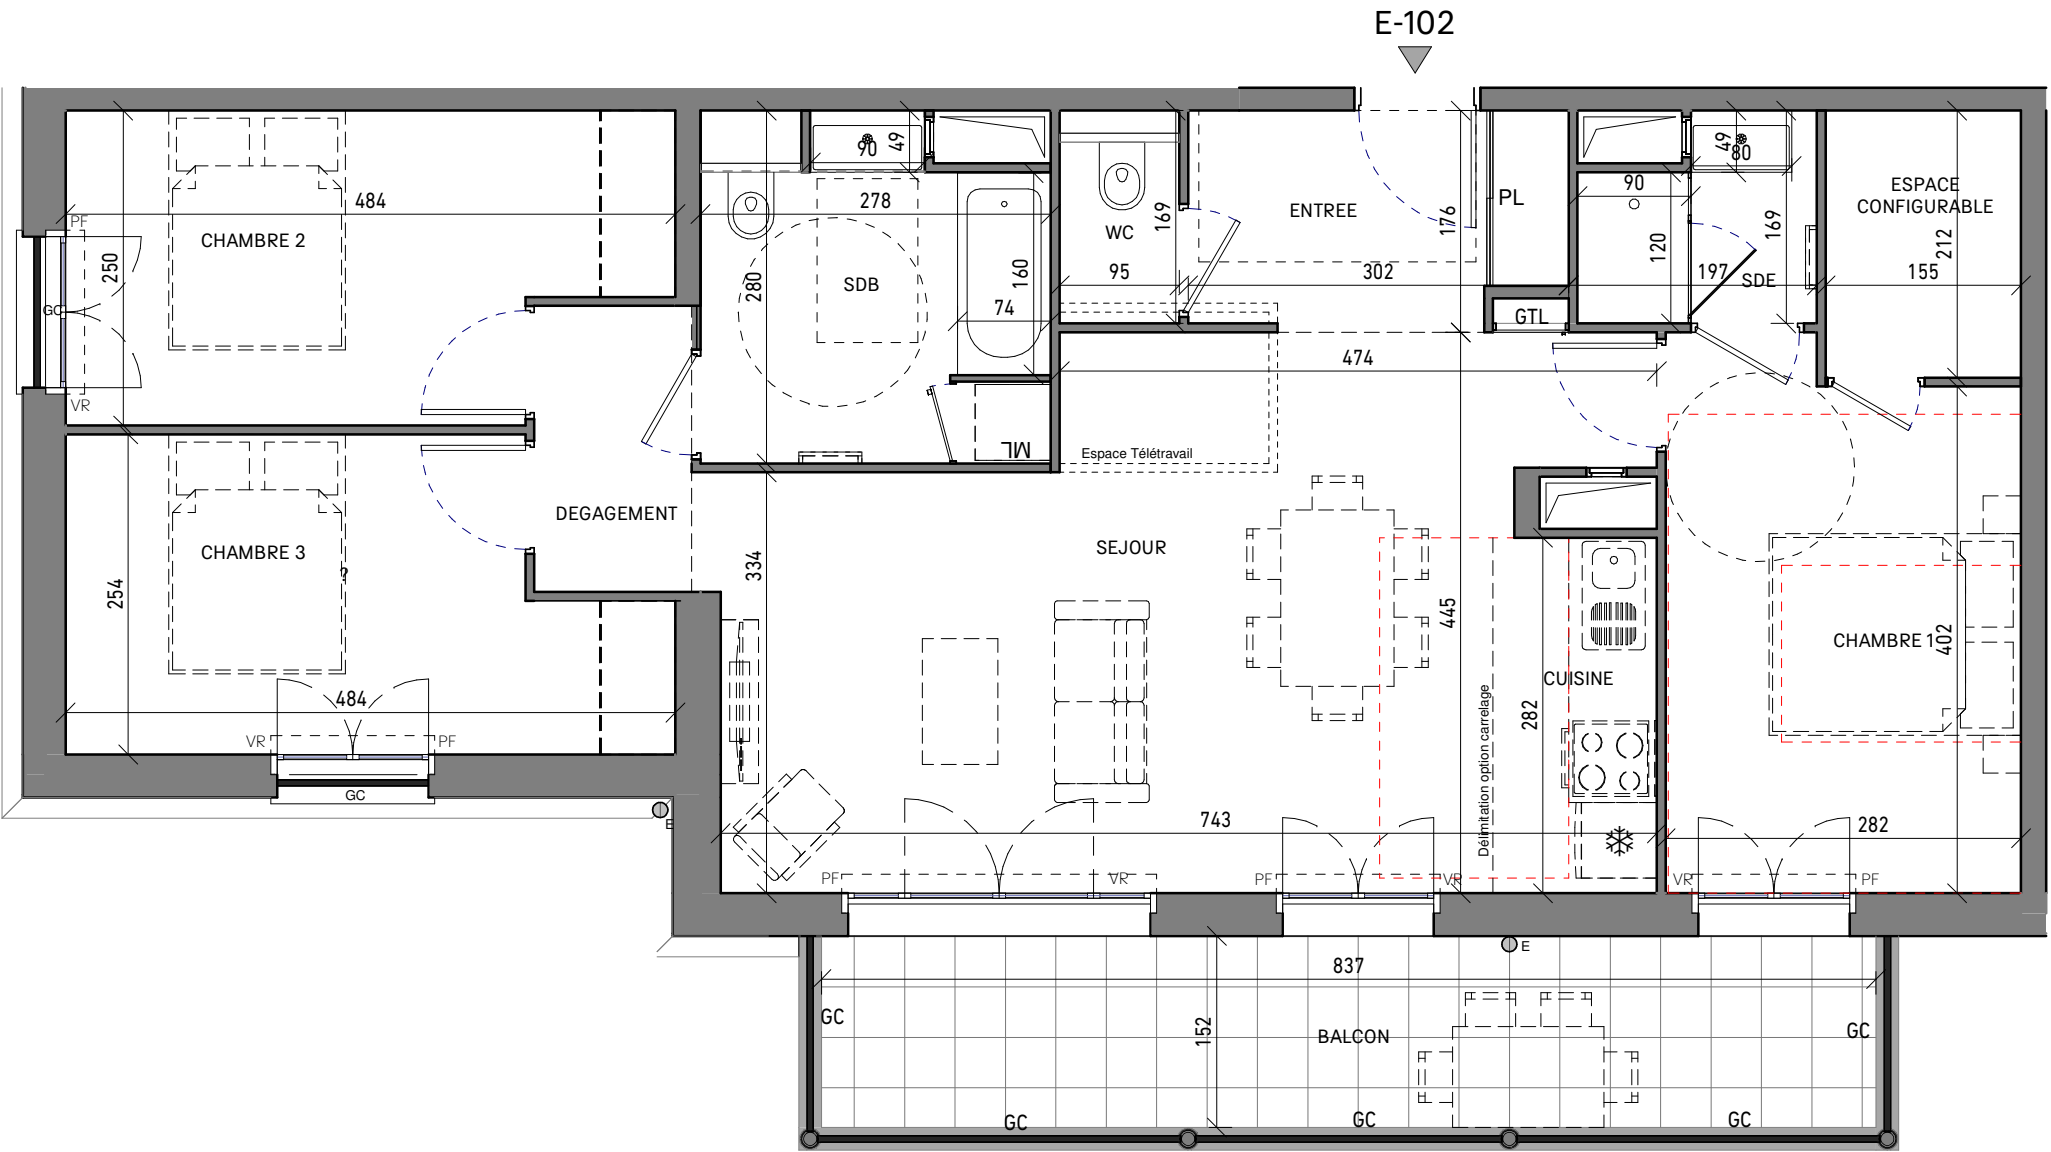 E-102
90
49
49
80
484
278
CHAMBRE 2
PF
250
GC
VR
280
SDB
160
74
WC
169
95
ENTREE
176
302
PL
90
120
169
197
SDE
ESPACE
CONFIGURABLE
212
155
GTL
474
ML
Espace Télétravail
DEGAGEMENT
CHAMBRE 3
?
254
484
VR
PF
GC
E
334
SEJOUR
445
CUISINE
282
Délimitation option carrelage
CHAMBRE 1
402
743
282
PF
VR
PF
VR
VR
PF
E
837
GC
152
BALCON
GC
GC
GC
GC